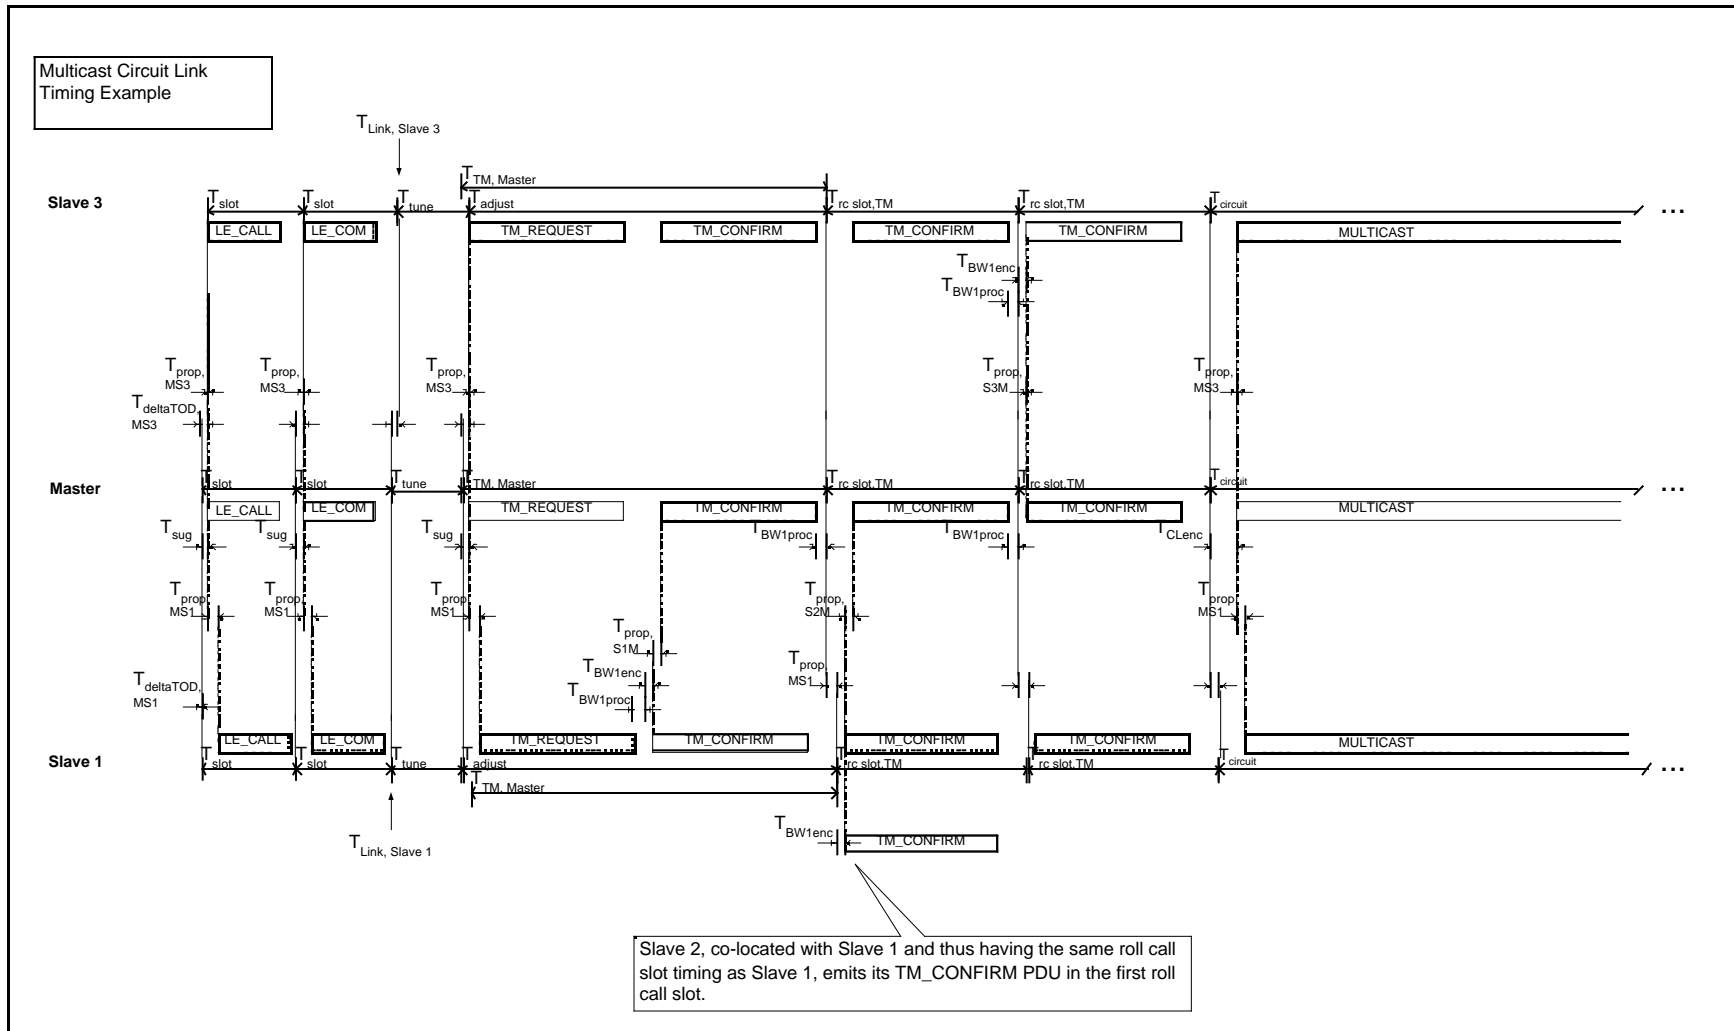 Multicast Circuit Link
Timing Example
T Link, Slave 3
T TM, Master
Slave 3
T slot T slot T tune T adjust T rc slot,TM T rc slot,TM T circuit ...
LE_CALL LE_COM TM_REQUEST TM_CONFIRM TM_CONFIRM TM_CONFIRM MULTICAST
T BW1enc
T BW1proc
T prop, MS3 T prop, MS3 T prop, MS3 T prop, S3M T prop, MS3
T deltaTOD, MS3
Master
T slot T slot T tune T TM, Master T rc slot,TM T rc slot,TM T circuit ...
LE_CALL LE_COM TM_REQUEST TM_CONFIRM TM_CONFIRM TM_CONFIRM MULTICAST
T sug T sug T sug T BW1proc T BW1proc T CLenc
T prop, MS1 T prop, MS1 T prop, MS1 T prop, S2M T prop, MS1
T prop, S1M
T BW1enc T prop, MS1
T deltaTOD, MS1 T BW1proc
LE_CALL LE_COM TM_REQUEST TM_CONFIRM TM_CONFIRM TM_CONFIRM MULTICAST
Slave 1
T slot T slot T tune T adjust T rc slot,TM T rc slot,TM T circuit ...
T TM, Master
T Link, Slave 1
T BW1enc TM_CONFIRM
Slave 2, co-located with Slave 1 and thus having the same roll call
slot timing as Slave 1, emits its TM_CONFIRM PDU in the first roll
call slot.